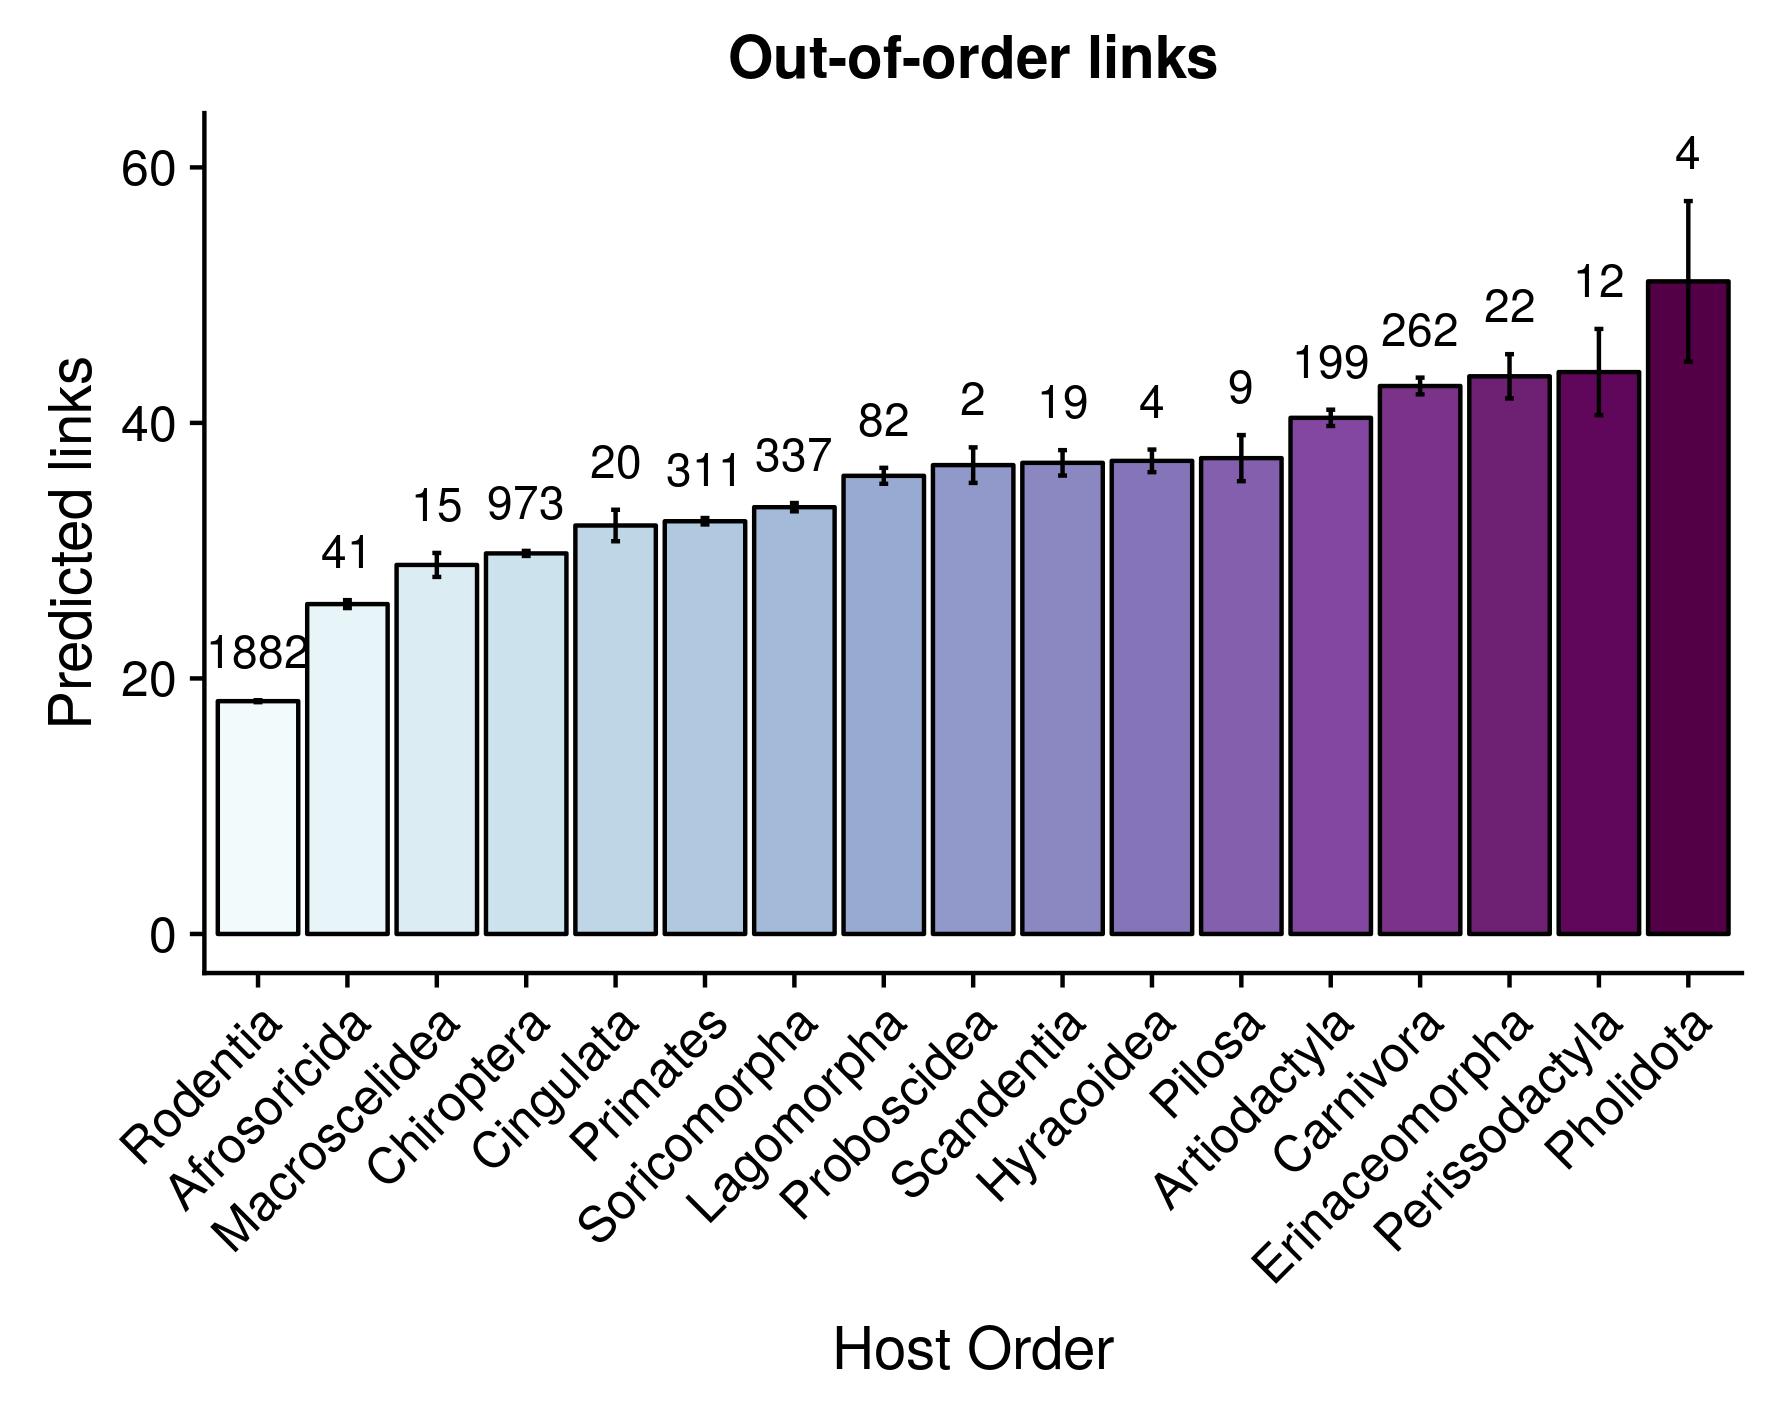 Out-of-order links
Predicted links
60
40
20
0
1882
41
15
973
20
311
337
82
2
19
4
9
199
262
22
12
4
Rodentia
Afrosoricida
Macroscelidea
Chiroptera
Cingulata
Primates
Soricomorpha
Lagomorpha
Proboscidea
Scandentia
Hyracoidea
Pilosa
Artiodactyla
Carnivora
Erinaceomorpha
Perissodactyla
Pholidota
Host Order